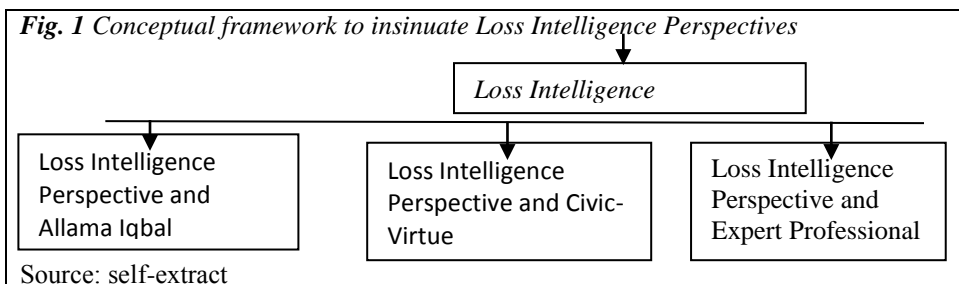 Fig. 1 Conceptual framework to insinuate Loss Intelligence Perspectives
Loss Intelligence
Loss Intelligence
Perspective and
Allama Iqbal
Loss Intelligence
Perspective and Civic-
Virtue
Loss Intelligence
Perspective and
Expert Professional
Source: self-extract